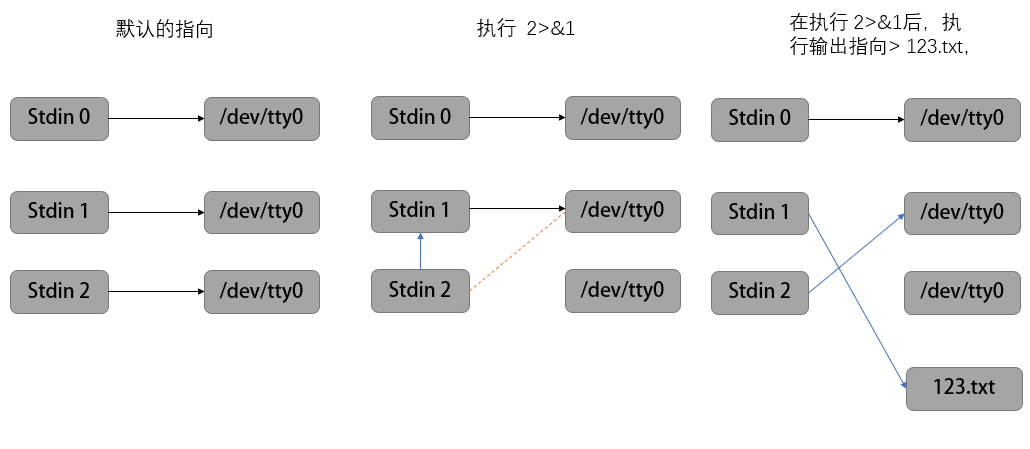 默认的指向
执行 2>&1
在执行 2>&1后，执
行输出指向> 123.txt,
Stdin 0
/dev/tty0
Stdin 0
/dev/tty0
Stdin 0
/dev/tty0
Stdin 1
/dev/tty0
Stdin 1
/dev/tty0
Stdin 1
/dev/tty0
Stdin 2
/dev/tty0
Stdin 2
/dev/tty0
Stdin 2
/dev/tty0
123.txt